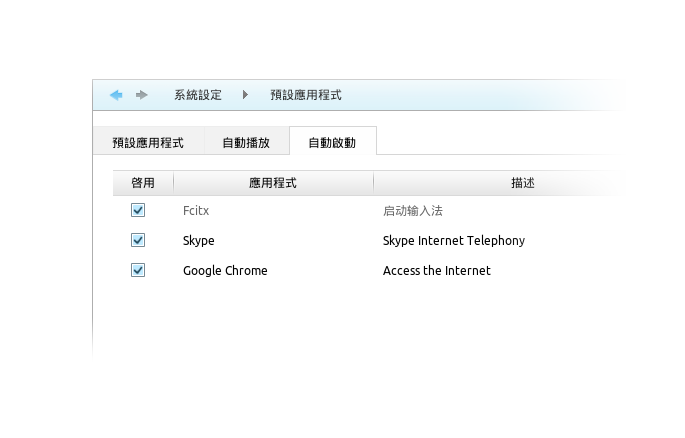 系統設定 預設應用程式
預設應用程式 自動播放 自動啟動
啓用 應用程式 描述
Fcitx 启动输入法
Skype Skype Internet Telephony
Google Chrome Access the Internet